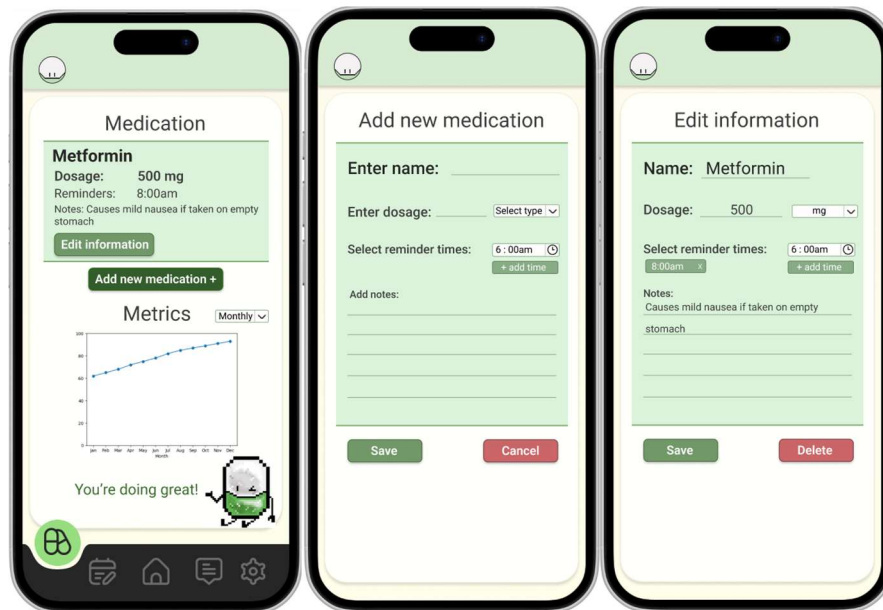 Medication
Metformin
Dosage: 500 mg
Reminders: 8:00am
Notes: Causes mild nausea if taken on empty
stomach
Edit information
Add new medication +
Metrics
Monthly
100
80
60
40
20
0
Jan Feb Mar Apr May Jun Jul Aug Sep Oct Nov Dec
Month
You're doing great!
Add new medication
Enter name:
Enter dosage: Select type
Select reminder times: 6 : 00am
+ add time
Add notes:
Save Cancel
Edit information
Name: Metformin
Dosage: 500 mg
Select reminder times: 6 : 00am
8:00am x + add time
Notes:
Causes mild nausea if taken on empty
stomach
Save Delete